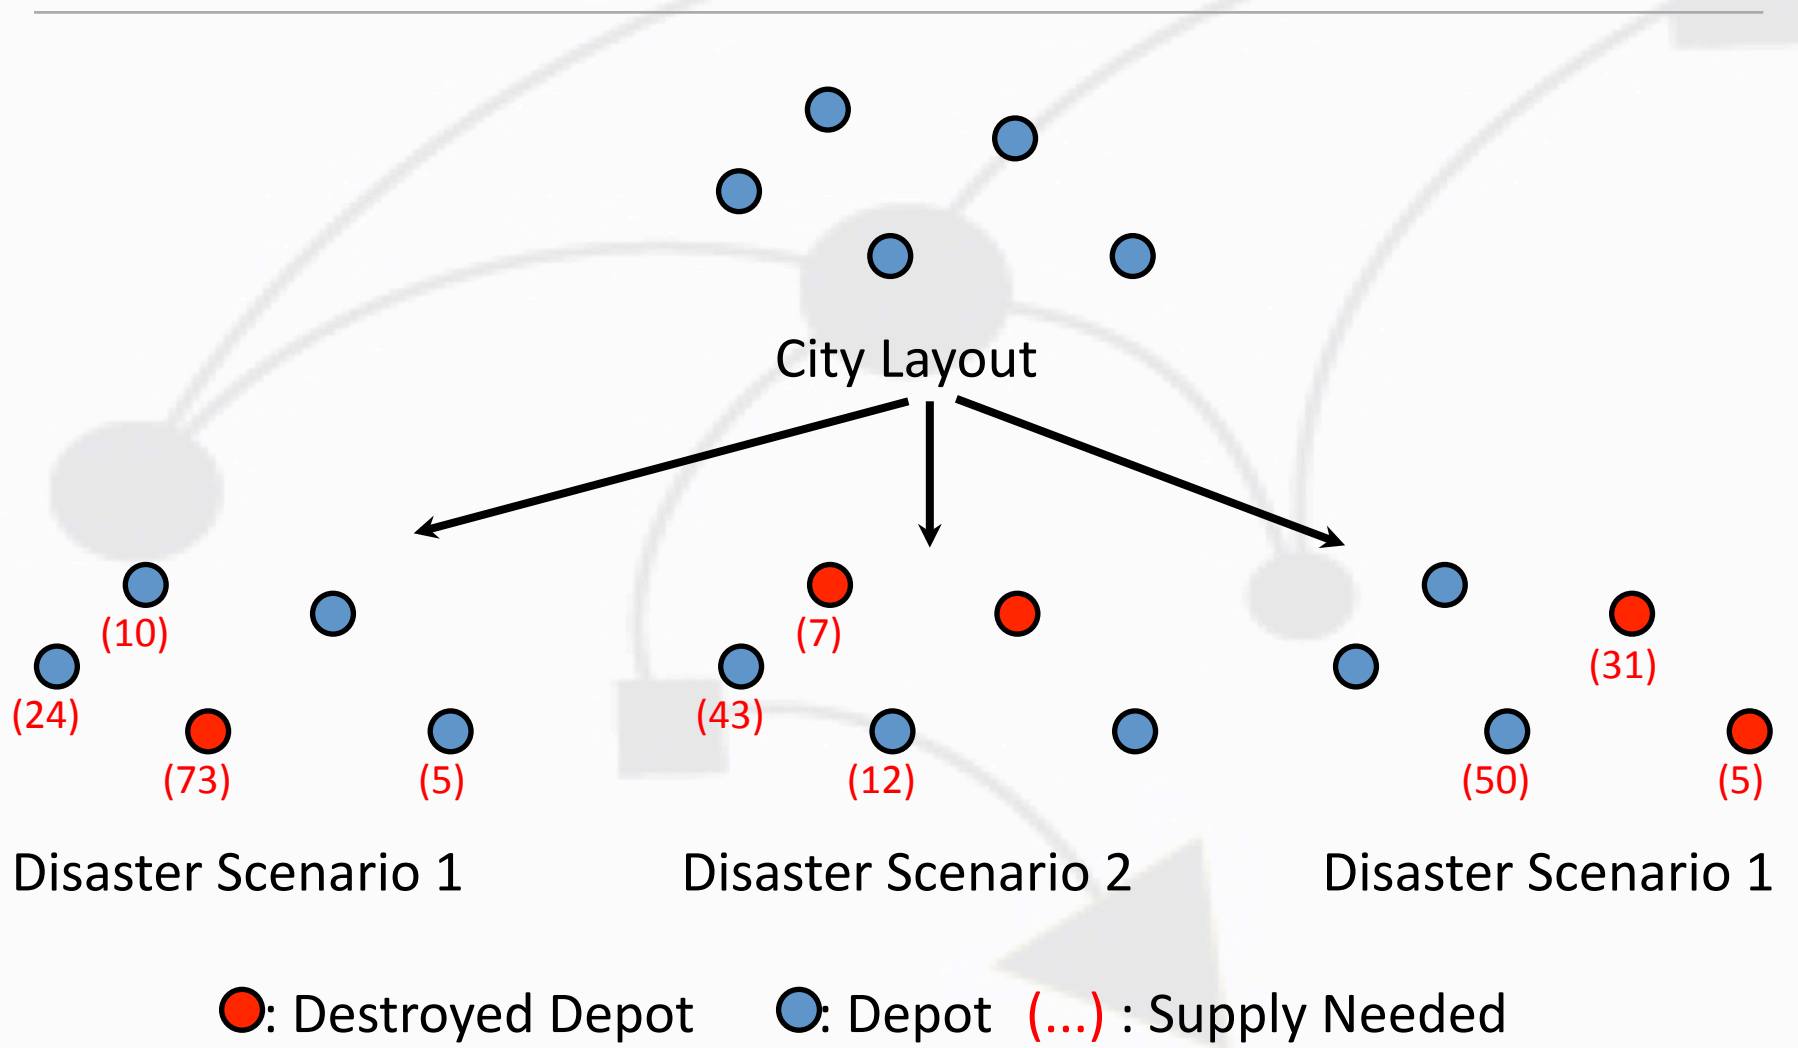 City Layout
(10)
(24)
(73)
(5)
Disaster Scenario 1
(7)
(43)
(12)
Disaster Scenario 2
(31)
(50)
(5)
Disaster Scenario 1
: Destroyed Depot
: Depot
(...) : Supply Needed